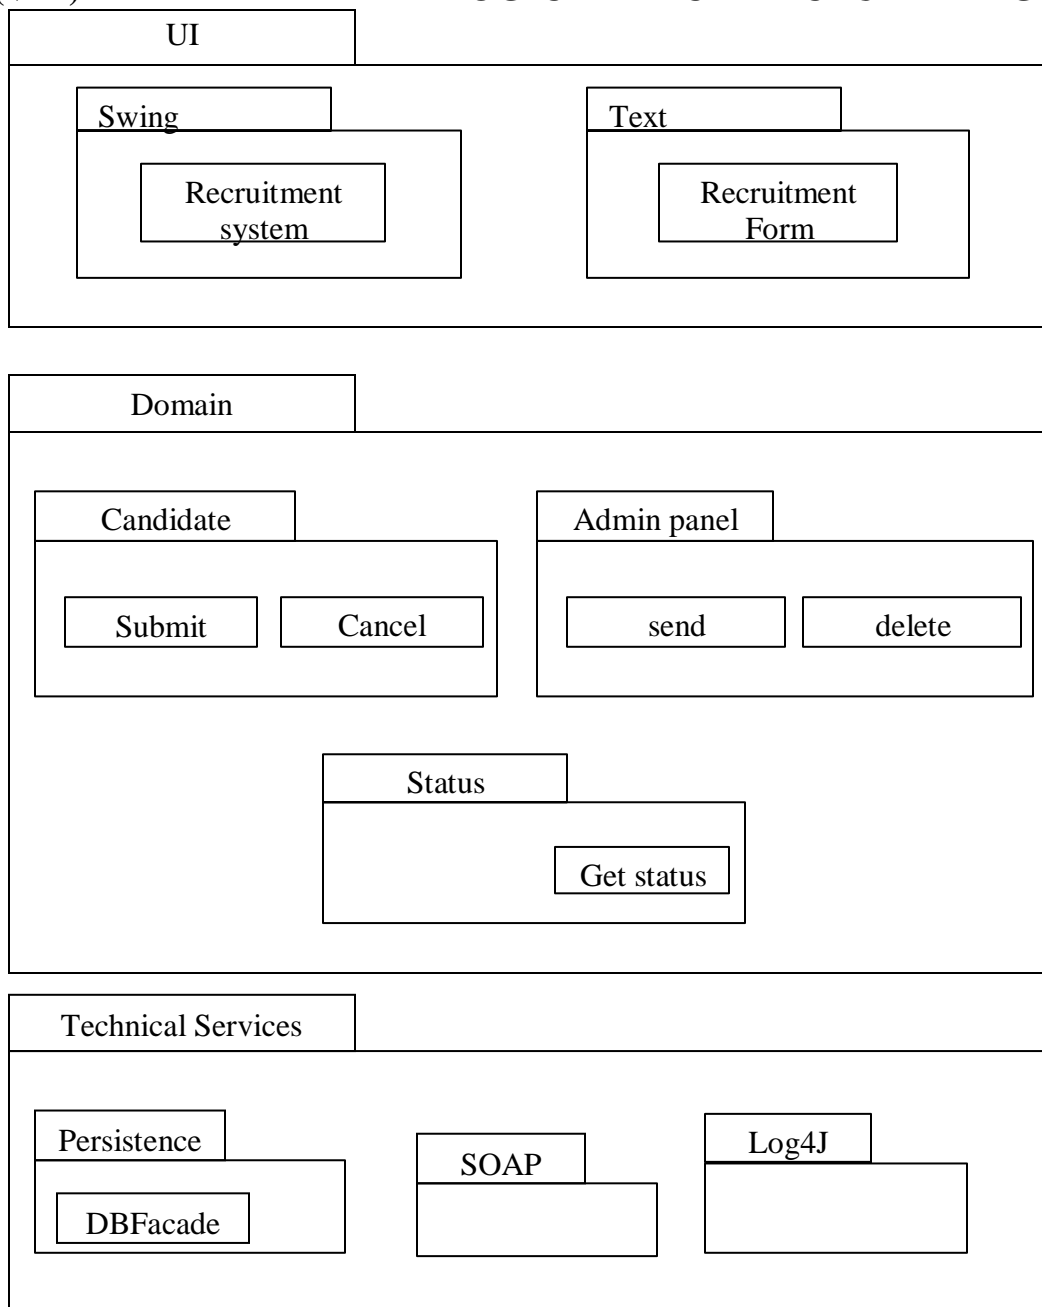 UI
Swing
Text
Recruitment
system
Recruitment
Form
Domain
Candidate
Admin panel
Submit
Cancel
send
delete
Status
Get status
Technical Services
Persistence
SOAP
Log4J
DBFacade